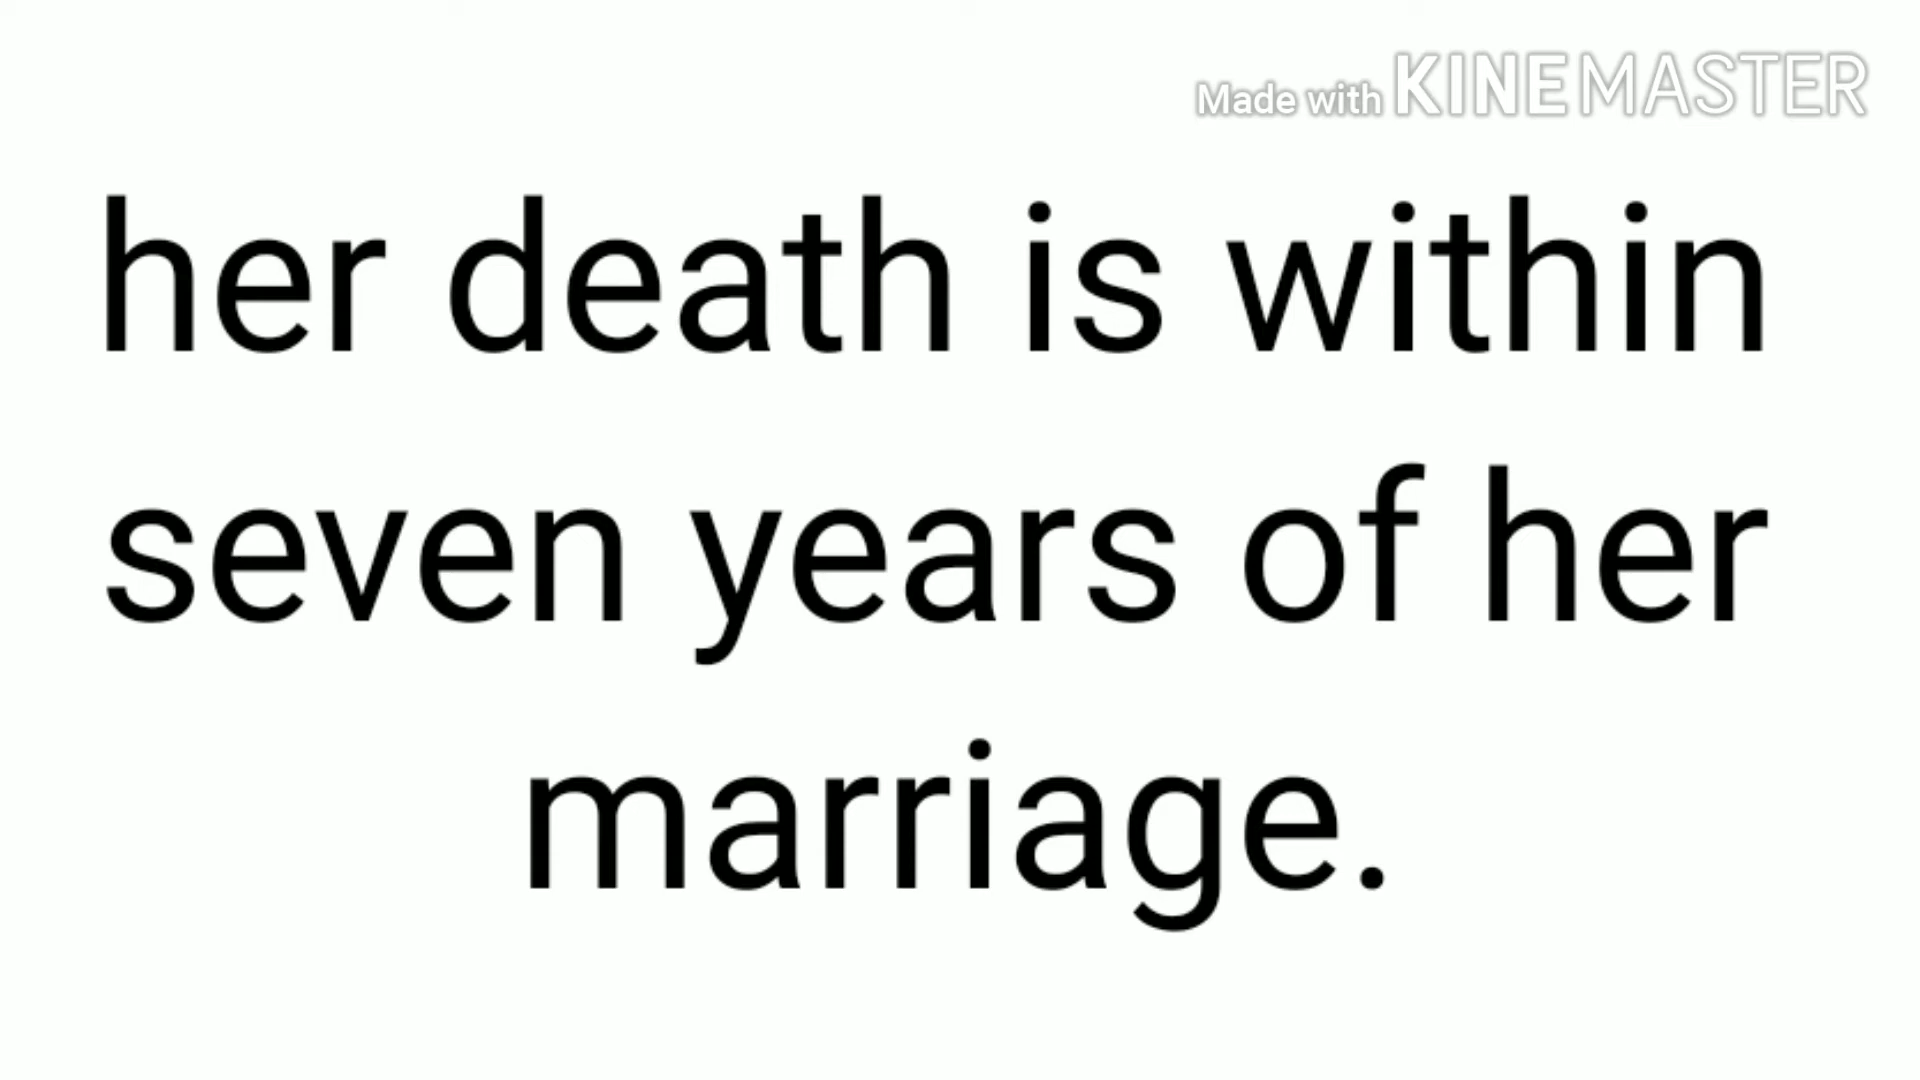 Made with KINEMASTER
her death is within
seven years of her
marriage.